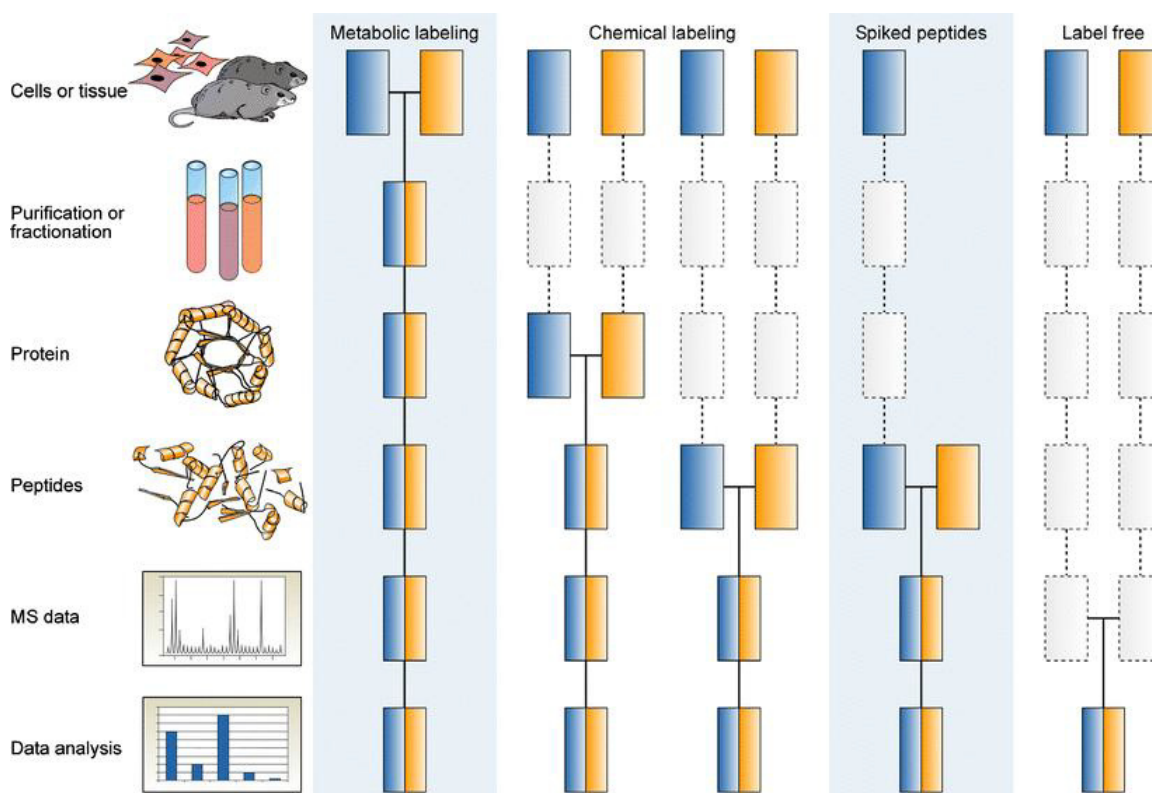 Metabolic labeling
Chemical labeling
Spiked peptides
Label free
Cells or tissue
Purification or
fractionation
Protein
Peptides
MS data
Data analysis